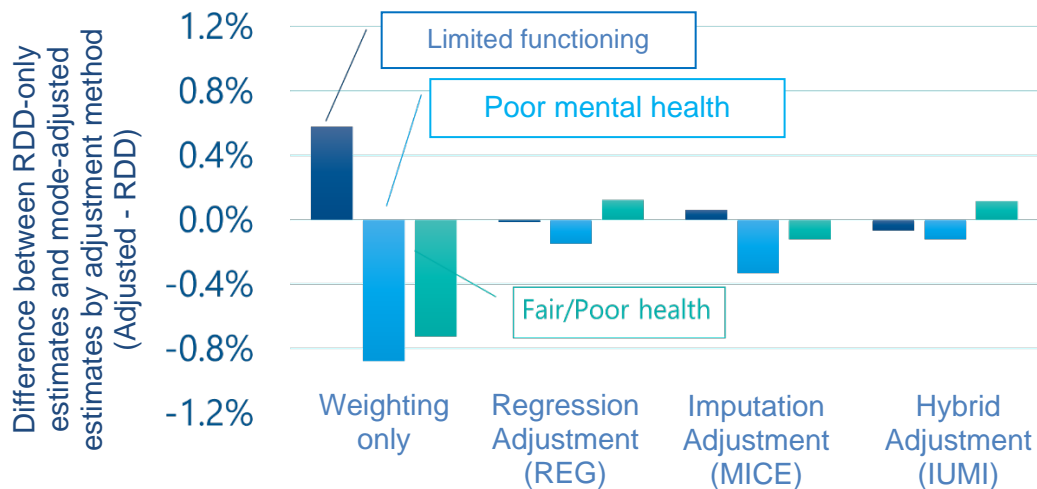 Difference between RDD-only
estimates and mode-adjusted
estimates by adjustment method
(Adjusted - RDD)
1.2%
0.8%
0.4%
0.0%
-0.4%
-0.8%
-1.2%
Limited functioning
Poor mental health
Fair/Poor health
Weighting
only
Regression
Adjustment
(REG)
Imputation
Adjustment
(MICE)
Hybrid
Adjustment
(IUMI)